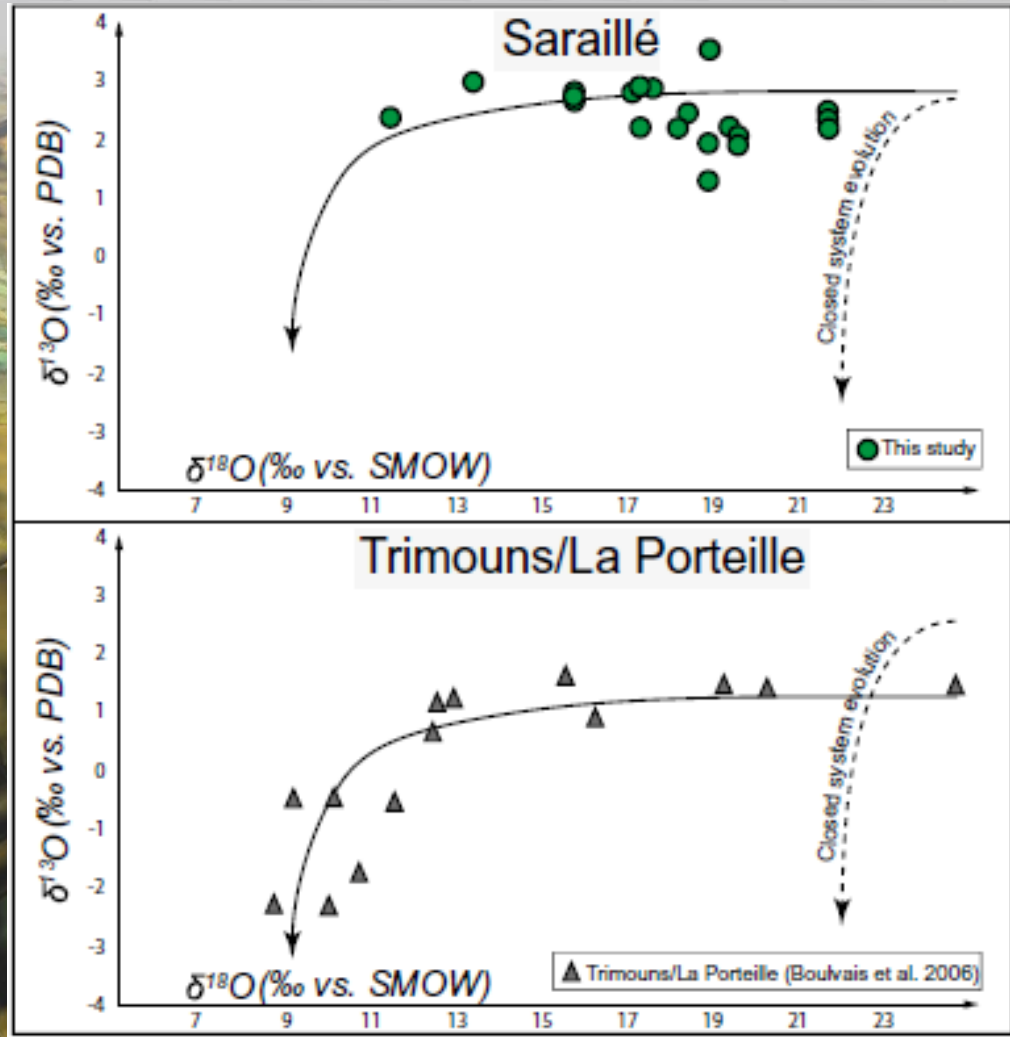 Saraillé
4
3
2
1
0
-1
-2
-3
-4
δ¹³O(‰ vs. PDB)
Closed system evolution
This study
δ¹⁸O(‰ vs. SMOW)
7 9 11 13 15 17 19 21 23
Trimouns/La Porteille
4
3
2
1
0
-1
-2
-3
-4
δ¹³O(‰ vs. PDB)
Closed system evolution
Trimouns/La Porteille (Boulvais et al. 2006)
δ¹⁸O(‰ vs. SMOW)
7 9 11 13 15 17 19 21 23